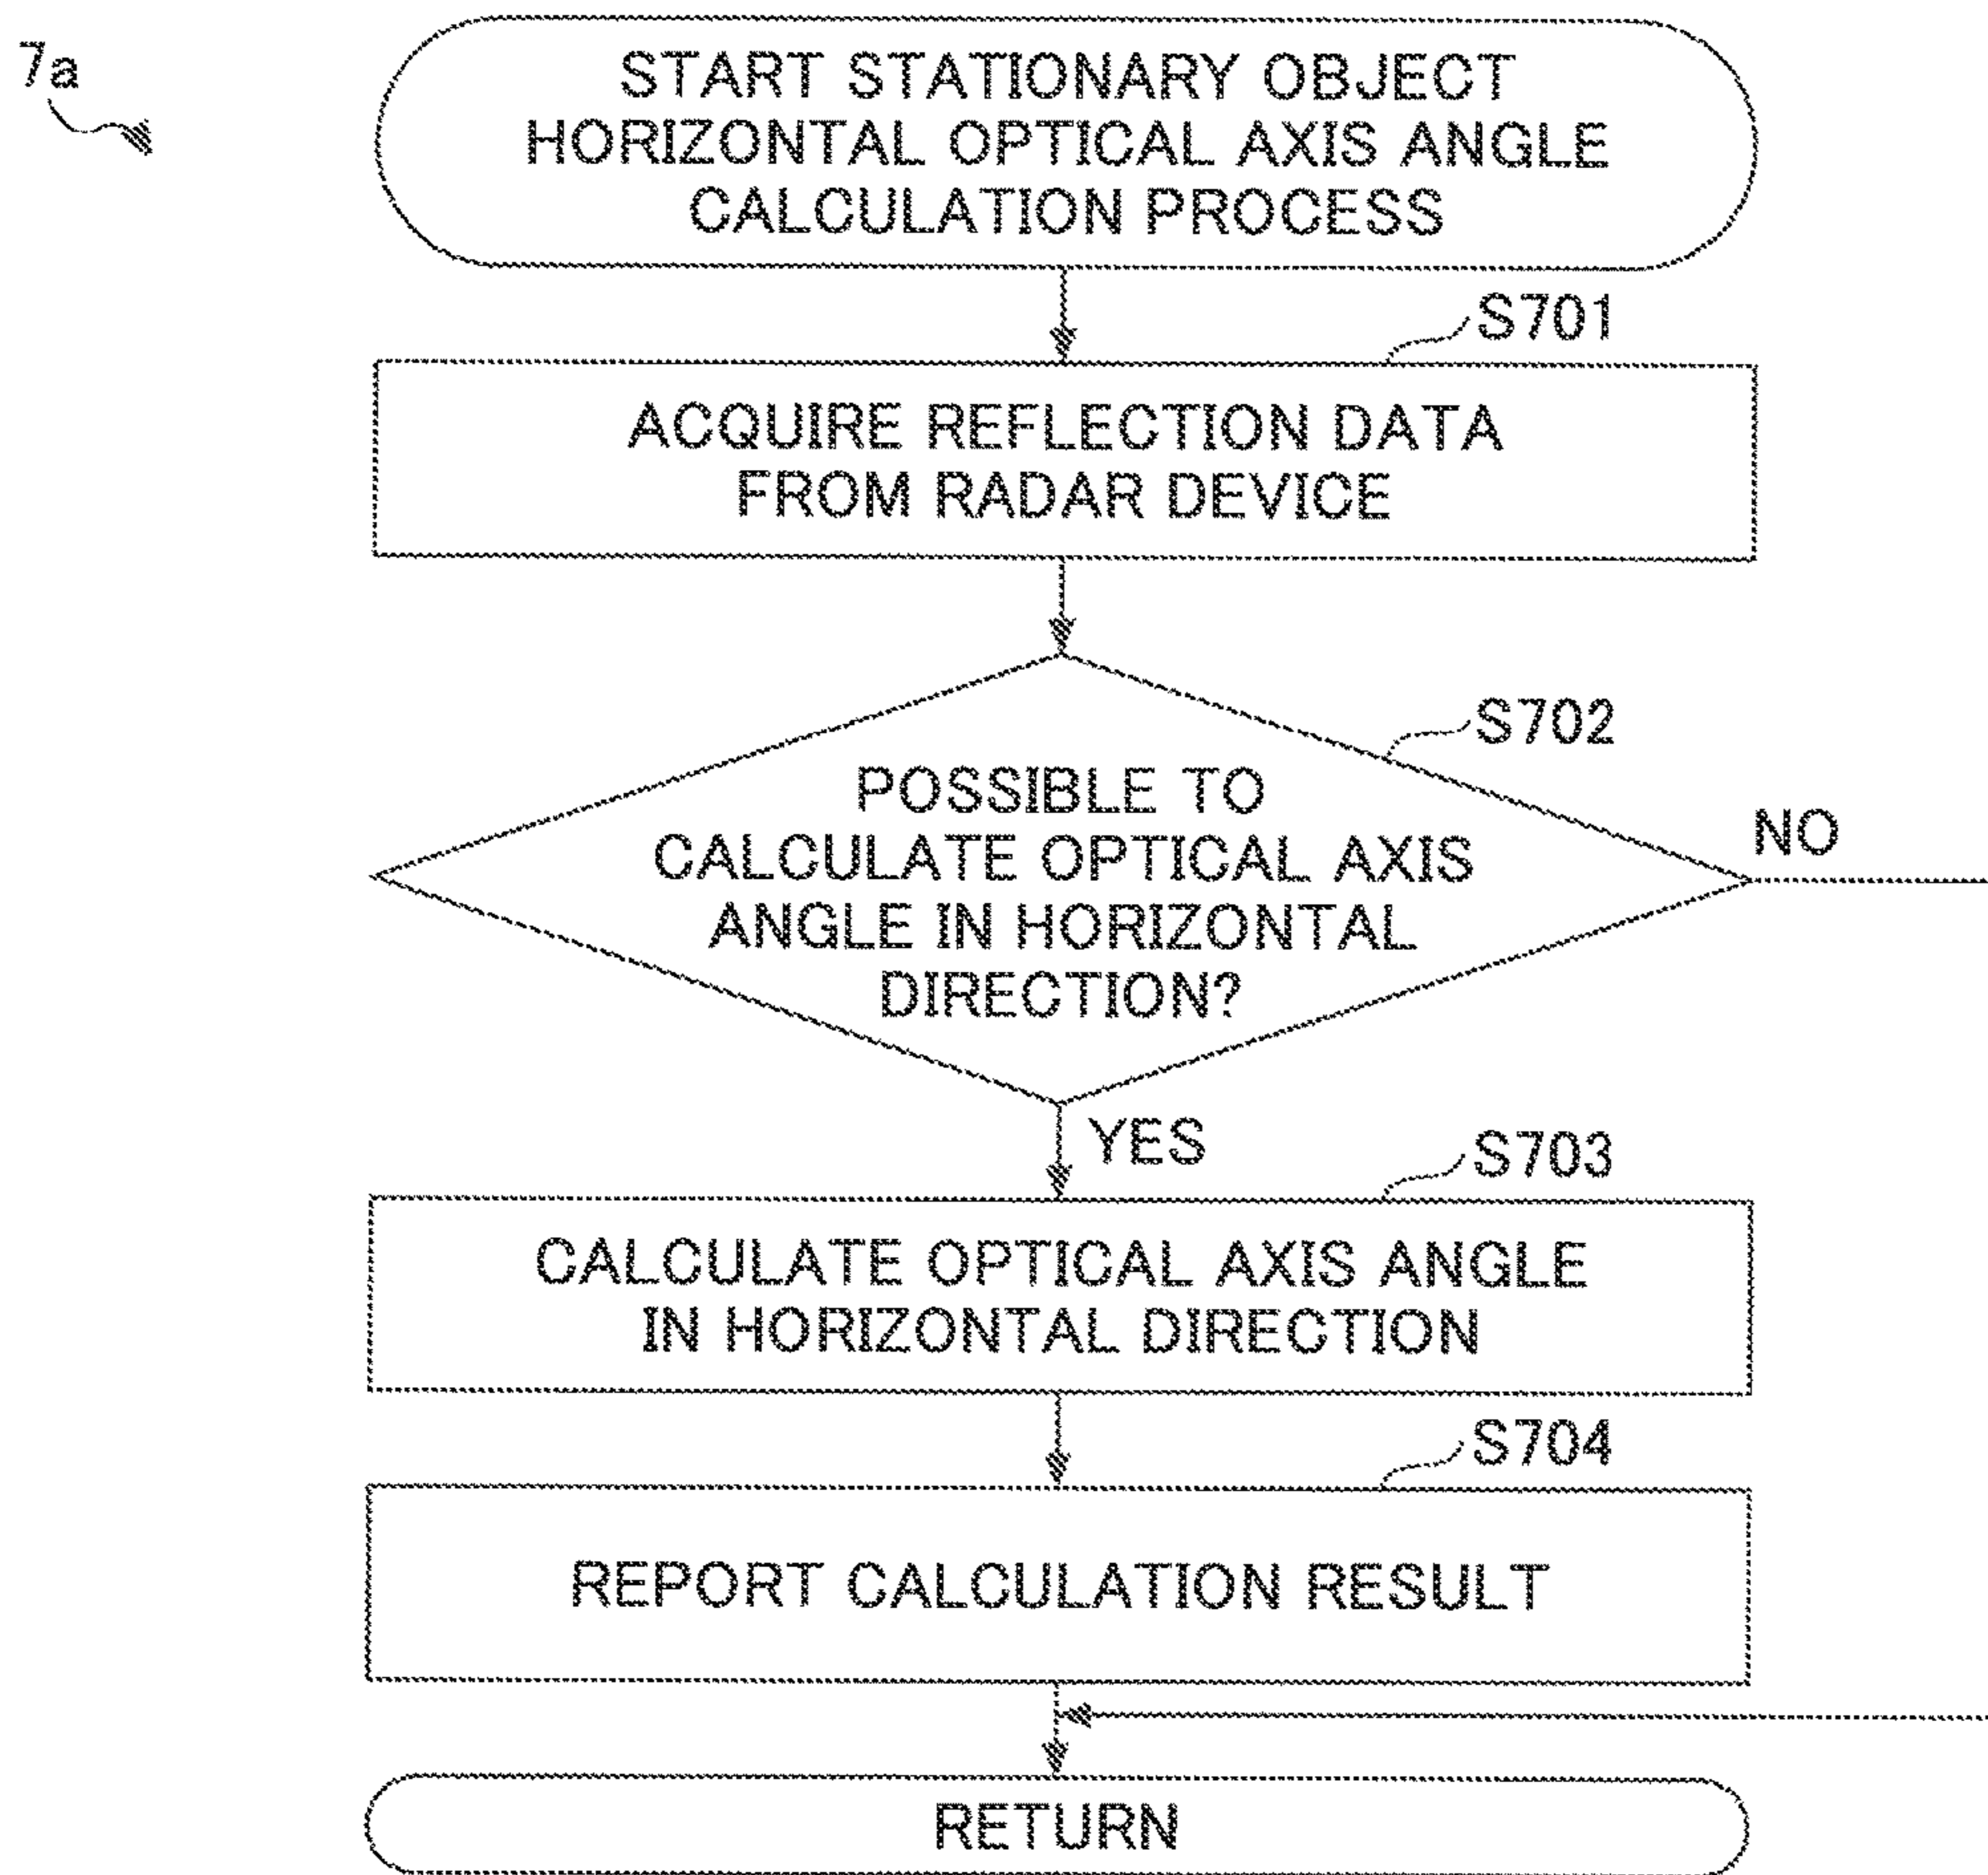 7a
START STATIONARY OBJECT
HORIZONTAL OPTICAL AXIS ANGLE
CALCULATION PROCESS
S701
ACQUIRE REFLECTION DATA
FROM RADAR DEVICE
S702
POSSIBLE TO
CALCULATE OPTICAL AXIS
ANGLE IN HORIZONTAL
DIRECTION?
NO
YES
S703
CALCULATE OPTICAL AXIS ANGLE
IN HORIZONTAL DIRECTION
S704
REPORT CALCULATION RESULT
RETURN